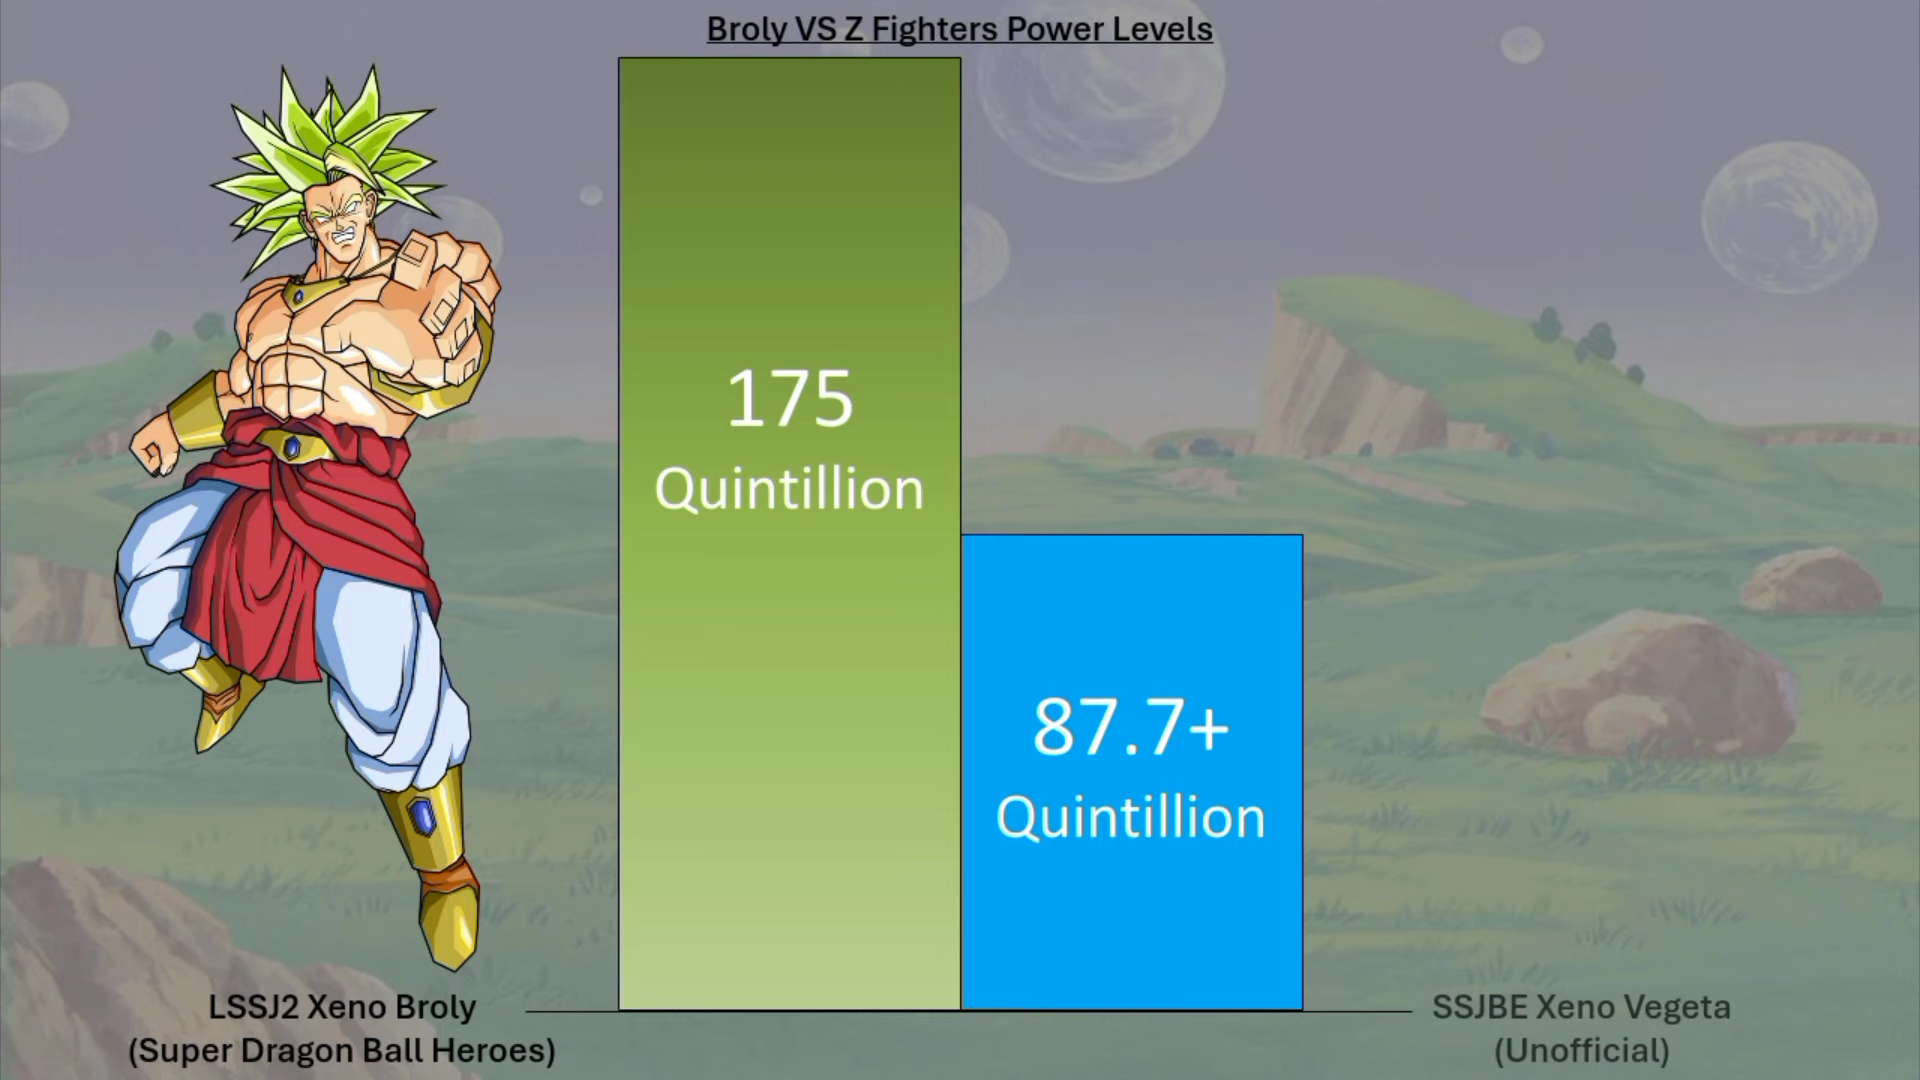 Broly VS Z Fighters Power Levels
175
Quintillion
87.7+
Quintillion
LSSJ2 Xeno Broly
(Super Dragon Ball Heroes)
SSJBE Xeno Vegeta
(Unofficial)